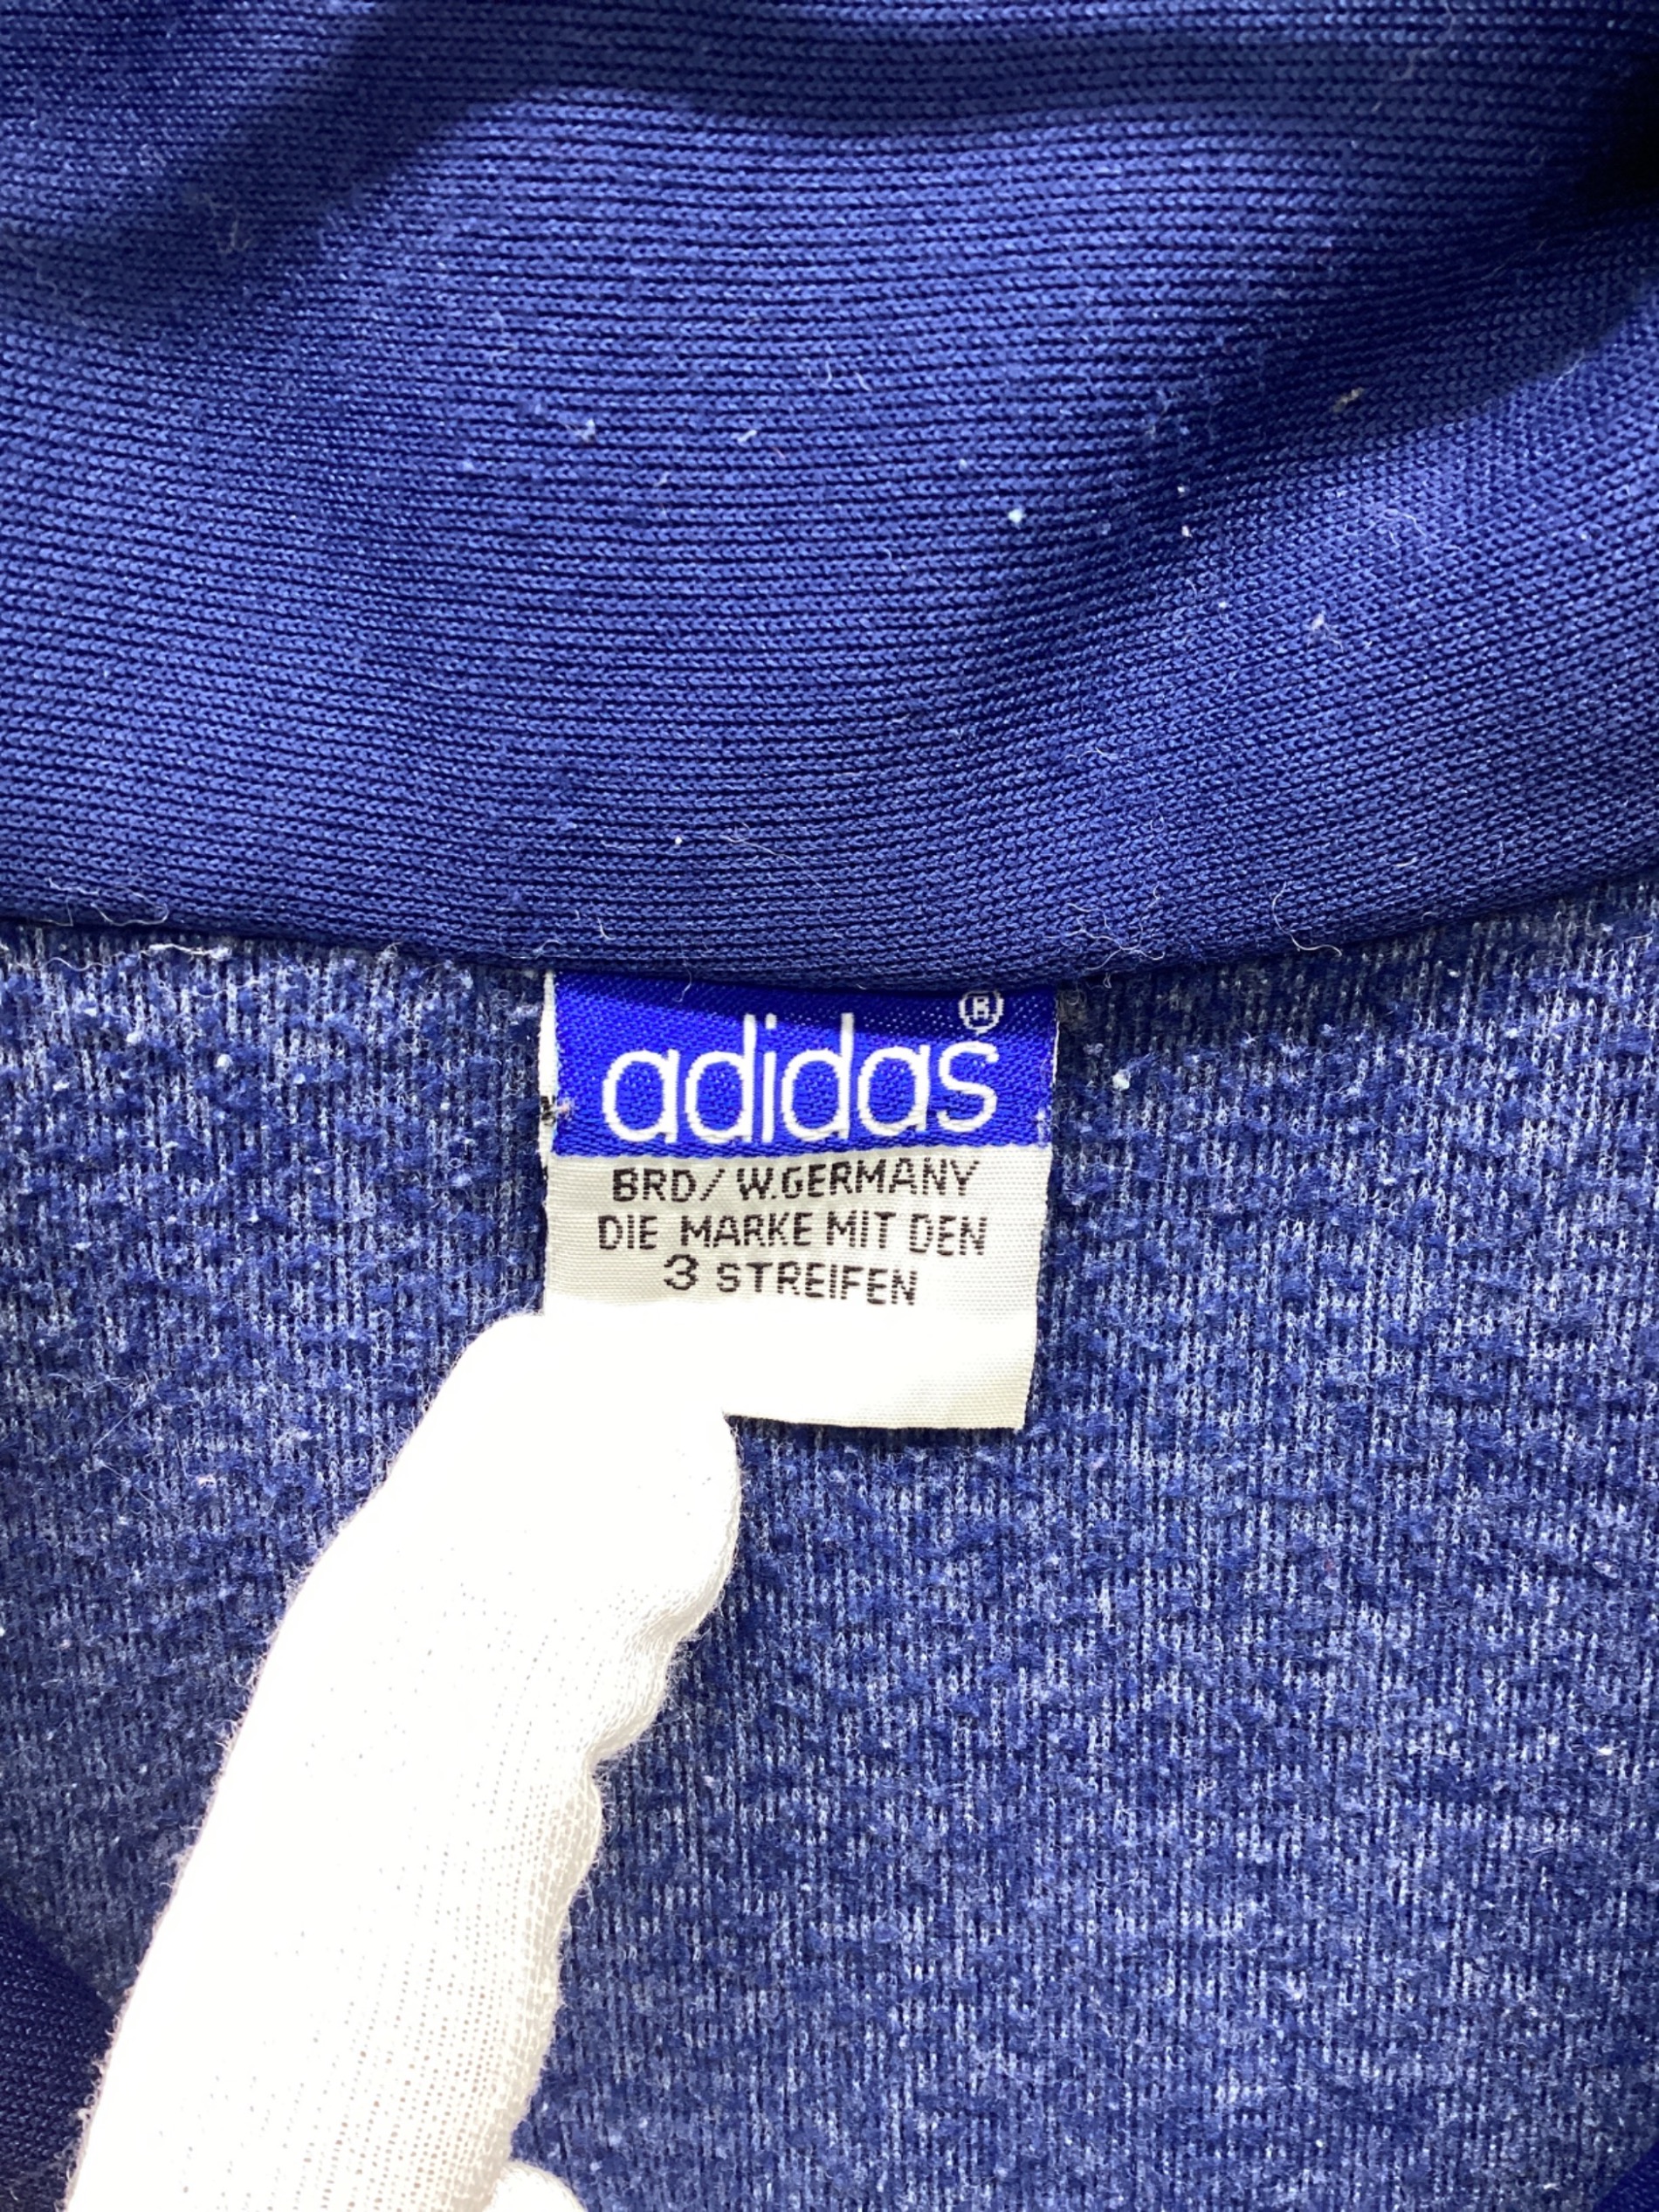 adidas®
BRD/W.GERMANY
DIE MARKE MIT DEN
3 STREIFEN